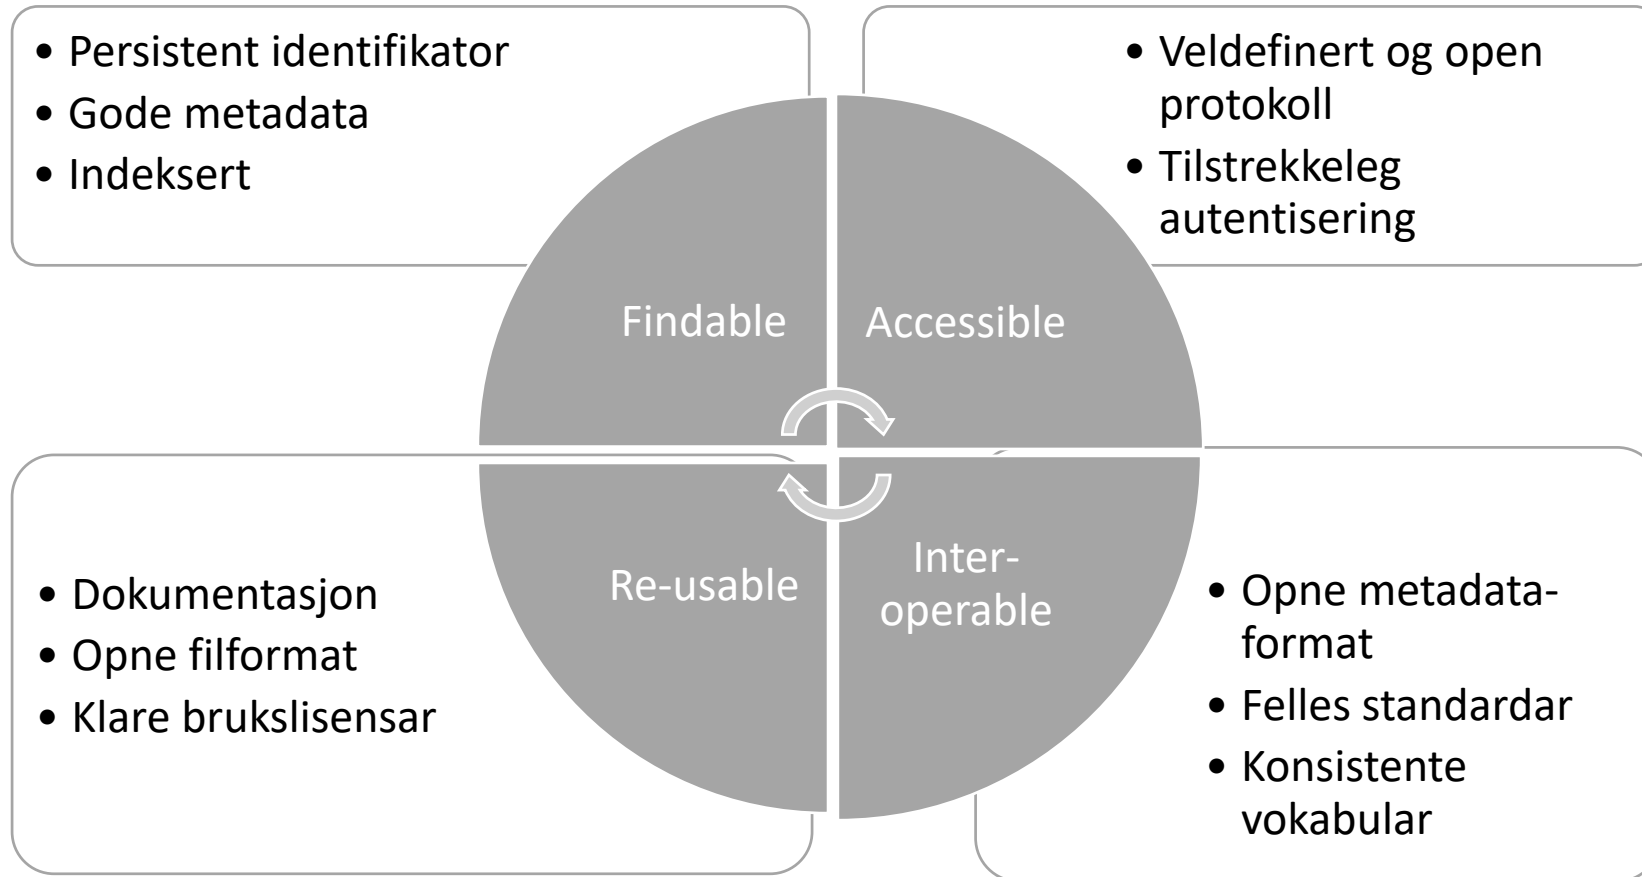 • Persistent identifikator
• Gode metadata
• Indeksert
• Veldefinert og open
protokoll
• Tilstrekkeleg
autentisering
Findable
Accessible
Re-usable
Inter-
operable
• Dokumentasjon
• Opne filformat
• Klare brukslisensar
• Opne metadata-
format
• Felles standardar
• Konsistente
vokabular